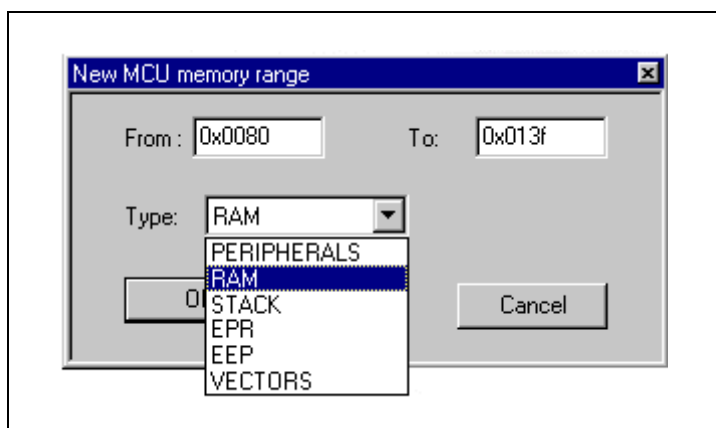 New MCU memory range
From : 0x0080 To: 0x013f
Type: RAM
PERIPHERALS
RAM
STACK
EPR
EEP
VECTORS
Cancel